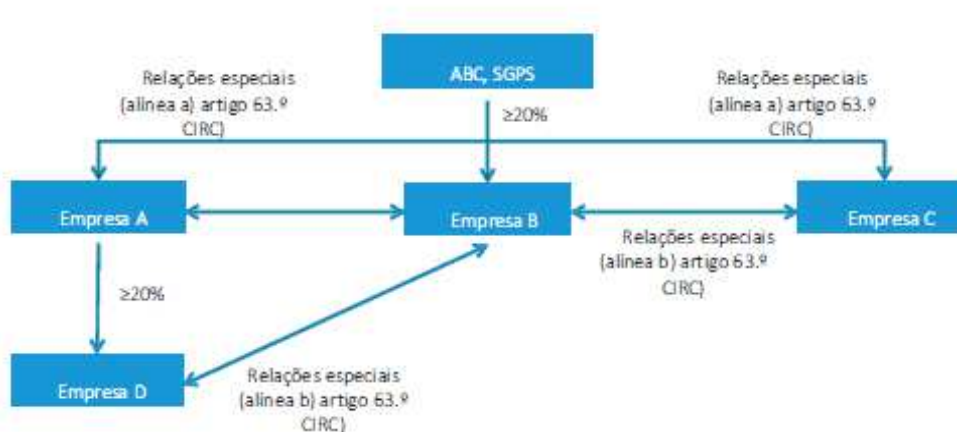 ABC, SGPS
Relações especiais
(alínea a) artigo 63.º
CIRC)
≥20%
Relações especiais
(alínea a) artigo 63.º
CIRC)
Empresa A
Empresa B
Empresa C
Relações especiais
(alínea b) artigo 63.º
CIRC)
≥20%
Empresa D
Relações especiais
(alínea b) artigo 63.º
CIRC)